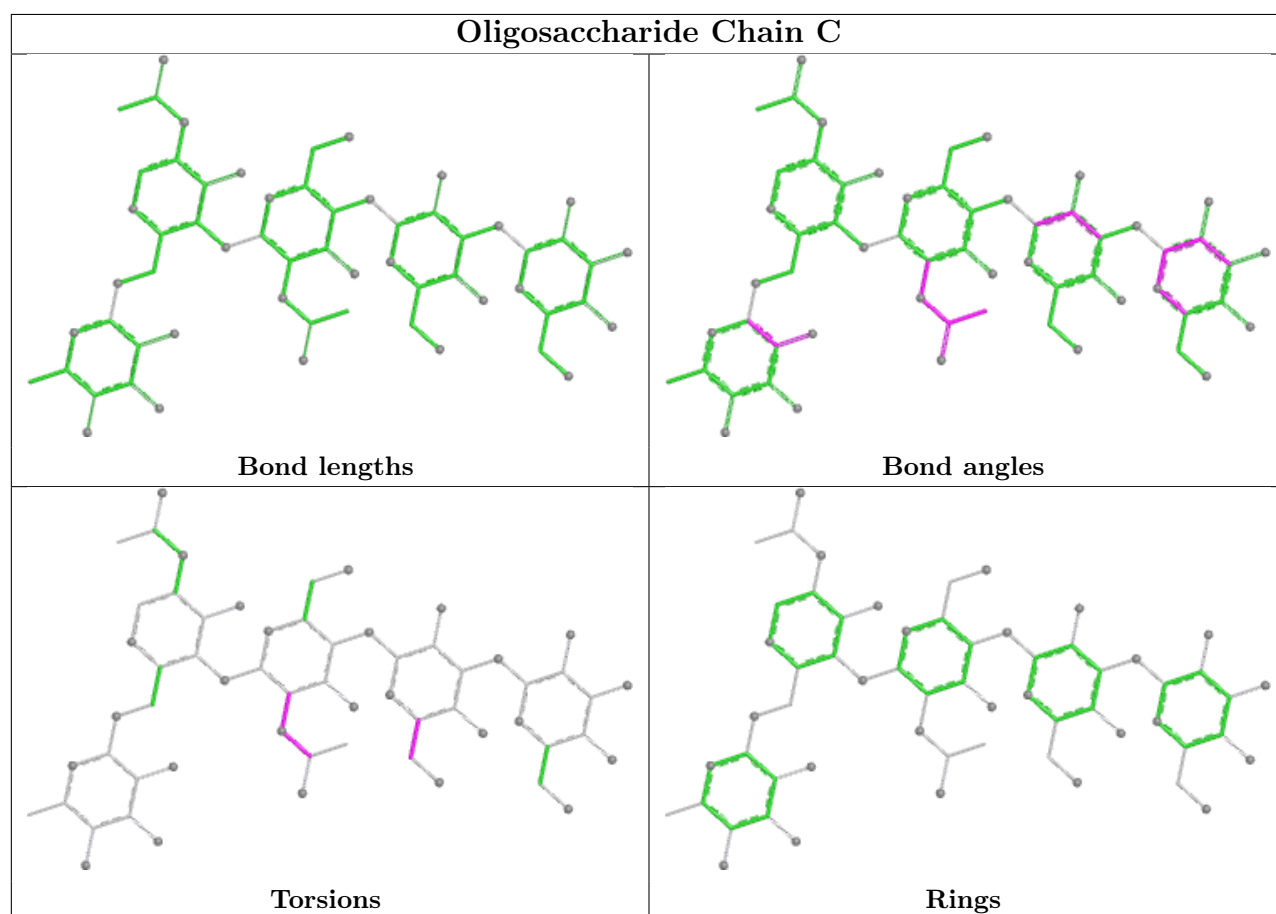 Oligosaccharide Chain C
Bond lengths
Bond angles
Torsions
Rings